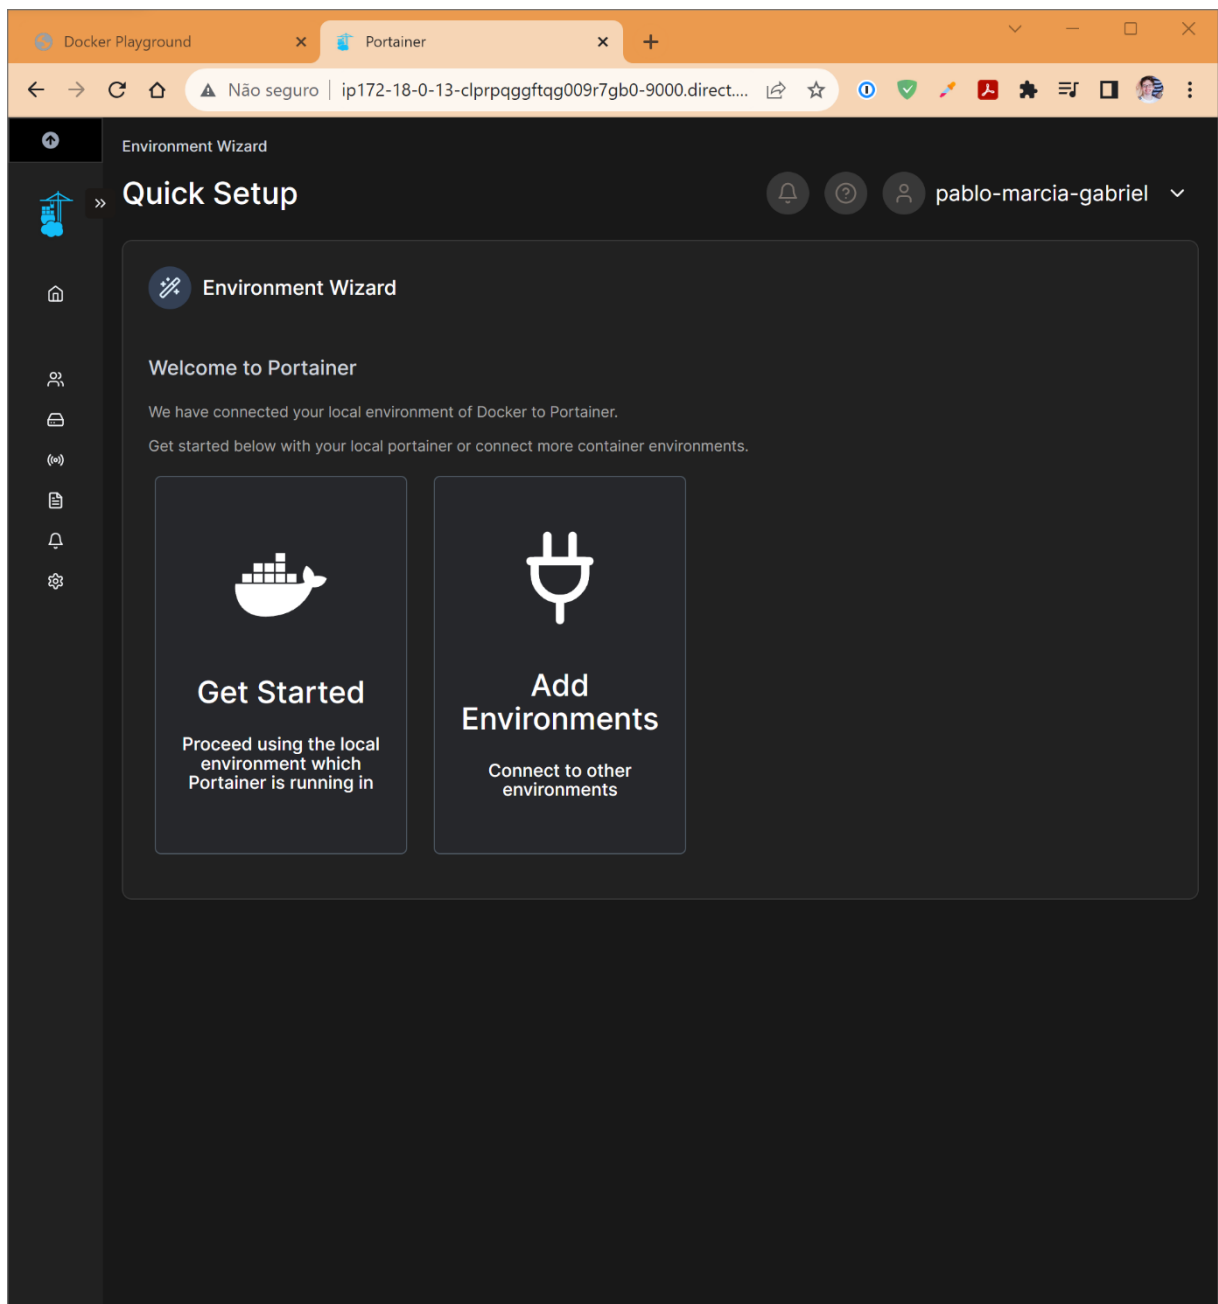 Docker Playground
Portainer
Não seguro
ip172-18-0-13-clprpqggftqg009r7gb0-9000.direct....
Environment Wizard
Quick Setup
pablo-marcia-gabriel
Environment Wizard
Welcome to Portainer
We have connected your local environment of Docker to Portainer.
Get started below with your local portainer or connect more container environments.
Get Started
Proceed using the local
environment which
Portainer is running in
Add
Environments
Connect to other
environments